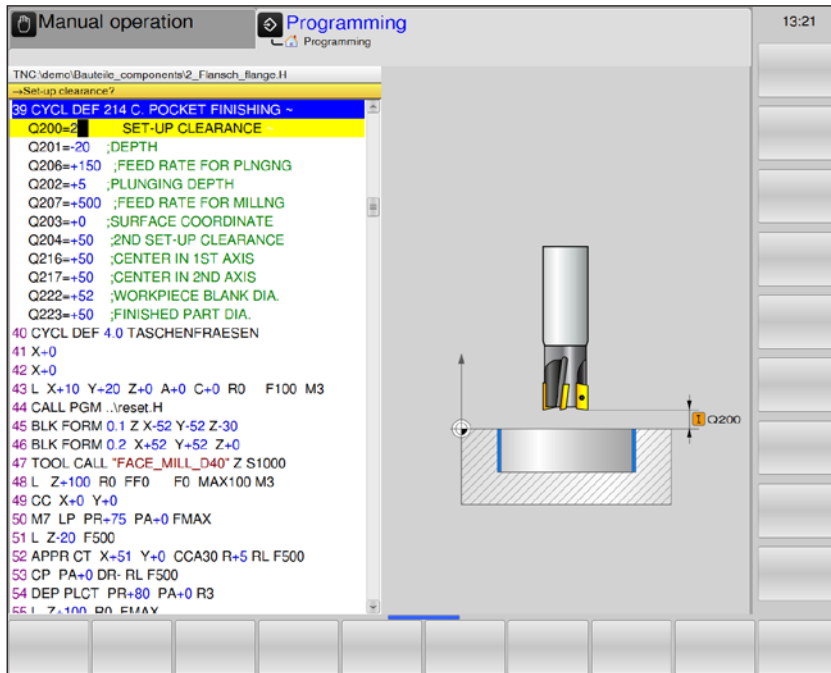 Manual operation
Programming
Programming
13:21
TNC:\demo\Bauteile_components\2_Flansch_flange.H
→Set-up clearance?
39 CYCL DEF 214 C. POCKET FINISHING ~
Q200=2 SET-UP CLEARANCE ~
Q201=-20 ;DEPTH
Q206=+150 ;FEED RATE FOR PLNGNG
Q202=+5 ;PLUNGING DEPTH
Q207=+500 ;FEED RATE FOR MILLNG
Q203=+0 ;SURFACE COORDINATE
Q204=+50 ;2ND SET-UP CLEARANCE
Q216=+50 ;CENTER IN 1ST AXIS
Q217=+50 ;CENTER IN 2ND AXIS
Q222=+52 ;WORKPIECE BLANK DIA.
Q223=+50 ;FINISHED PART DIA.
40 CYCL DEF 4.0 TASCHENFRAESEN
41 X+0
42 X+0
43 L X+10 Y+20 Z+0 A+0 C+0 R0 F100 M3
44 CALL PGM ..\reset.H
45 BLK FORM 0.1 Z X-52 Y-52 Z-30
46 BLK FORM 0.2 X+52 Y+52 Z+0
47 TOOL CALL "FACE_MILL_D40" Z S1000
48 L Z+100 R0 FF0 F0 MAX100 M3
49 CC X+0 Y+0
50 M7 LP PR+75 PA+0 FMAX
51 L Z-20 F500
52 APPR CT X+51 Y+0 CCA30 R+5 RL F500
53 CP PA+0 DR- RL F500
54 DEP PLCT PR+80 PA+0 R3
55 L Z+100 R0 FMAX
Q200